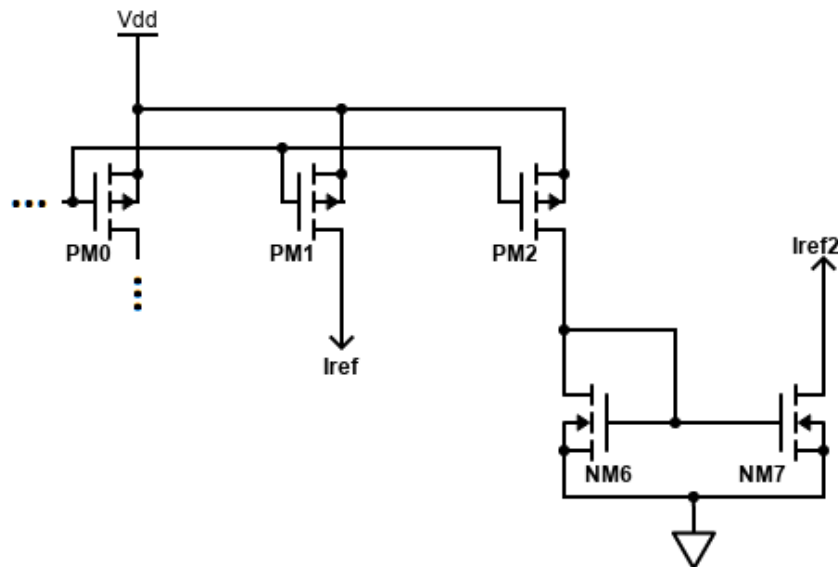 Vdd
PM0
PM1
PM2
Iref2
Iref
NM6
NM7